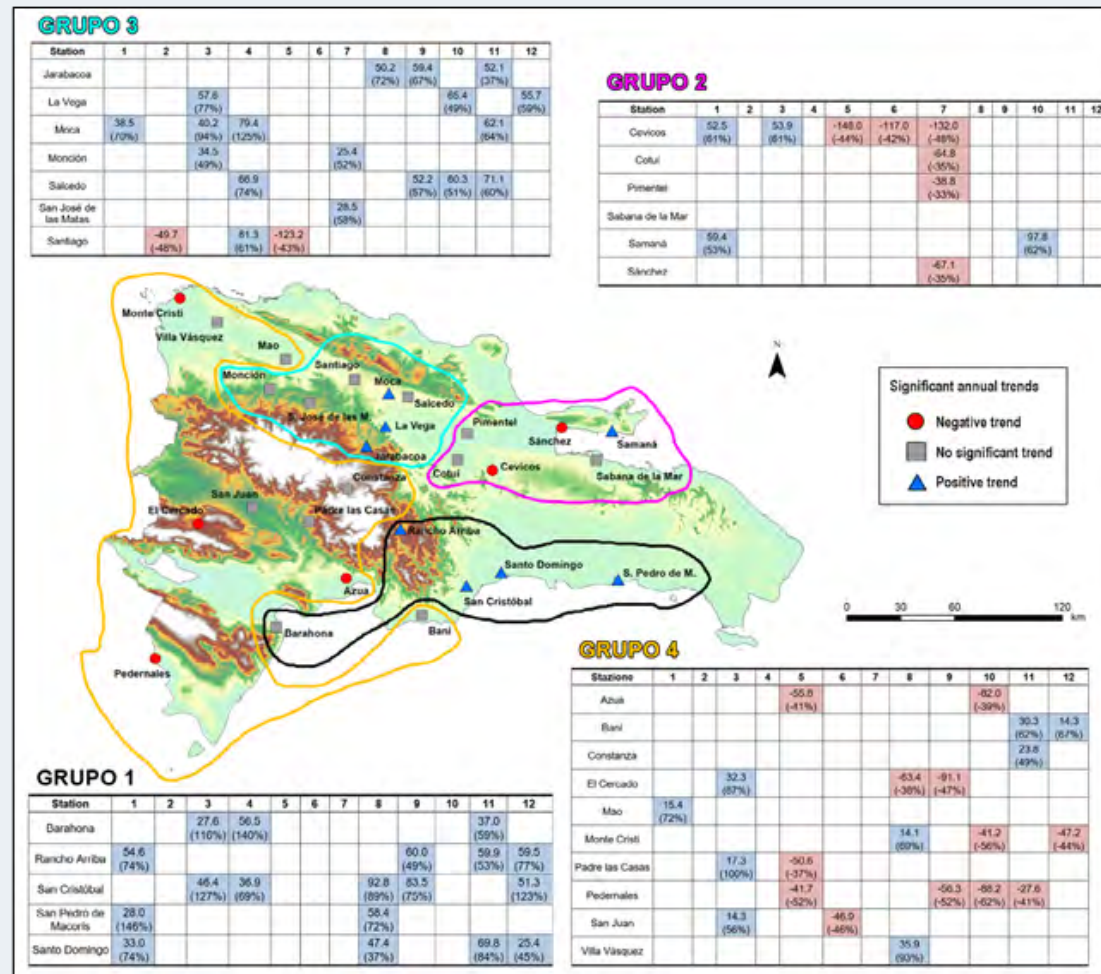 GRUPO 3
Station 1 2 3 4 5 6 7 8 9 10 11 12
Jarabacoa 50.2 (72%) 59.4 (67%) 52.1 (37%)
La Vega 57.6 (77%) 65.4 (49%) 55.7 (59%)
Moca 38.5 (70%) 40.2 (94%) 79.4 (125%) 62.1 (64%)
Monción 34.5 (49%) 25.4 (52%)
Salcedo 66.9 (74%) 52.2 (57%) 60.3 (51%) 71.1 (60%)
San José de las Matas 28.5 (58%)
Santiago -49.7 (-48%) 81.3 (61%) -123.2 (-43%)
GRUPO 2
Station 1 2 3 4 5 6 7 8 9 10 11 12
Cevicos 52.5 (61%) 53.9 (61%) -148.0 (-44%) -117.0 (-42%) -132.0 (-48%)
Cotuí -64.8 (-35%)
Pimentel -38.8 (-33%)
Sabana de la Mar
Samaná 59.4 (53%) 97.8 (62%)
Sánchez -67.1 (-35%)
Monte Cristi
Villa Vásquez
Mao
Santiago
Monción
Moca
Salcedo
S. José de las M.
La Vega
Jarabacoa
Constanza
Pimentel
Sánchez
Samaná
Cotuí
Cevicos
Sabana de la Mar
San Juan
El Cercado
Padre las Casas
Rancho Arriba
Santo Domingo
S. Pedro de M.
San Cristóbal
Azua
Barahona
Bani
Pedernales
N
Significant annual trends
Negative trend
No significant trend
Positive trend
0 30 60 120
km
GRUPO 4
Stazione 1 2 3 4 5 6 7 8 9 10 11 12
Azua -55.8 (-41%) -82.0 (-39%)
Bani 30.3 (62%) 14.3 (67%)
Constanza 23.8 (49%)
El Cercado 32.3 (87%) -63.4 (-38%) -91.1 (-47%)
Mao 15.4 (72%)
Monte Cristi 14.1 (69%) -41.2 (-56%) -47.2 (-44%)
Padre las Casas 17.3 (100%) -50.6 (-37%)
Pedernales -41.7 (-52%) -56.3 (-52%) -88.2 (-62%) -27.6 (-41%)
San Juan 14.3 (56%) -46.9 (-46%)
Villa Vásquez 35.9 (93%)
GRUPO 1
Station 1 2 3 4 5 6 7 8 9 10 11 12
Barahona 27.6 (110%) 56.5 (140%) 37.0 (59%)
Rancho Arriba 54.6 (74%) 60.0 (49%) 59.9 (53%) 59.5 (77%)
San Cristóbal 46.4 (127%) 36.9 (69%) 92.8 (89%) 83.5 (75%) 51.3 (123%)
San Pedro de Macorís 28.0 (146%) 58.4 (72%)
Santo Domingo 33.0 (74%) 47.4 (37%) 69.8 (84%) 25.4 (45%)